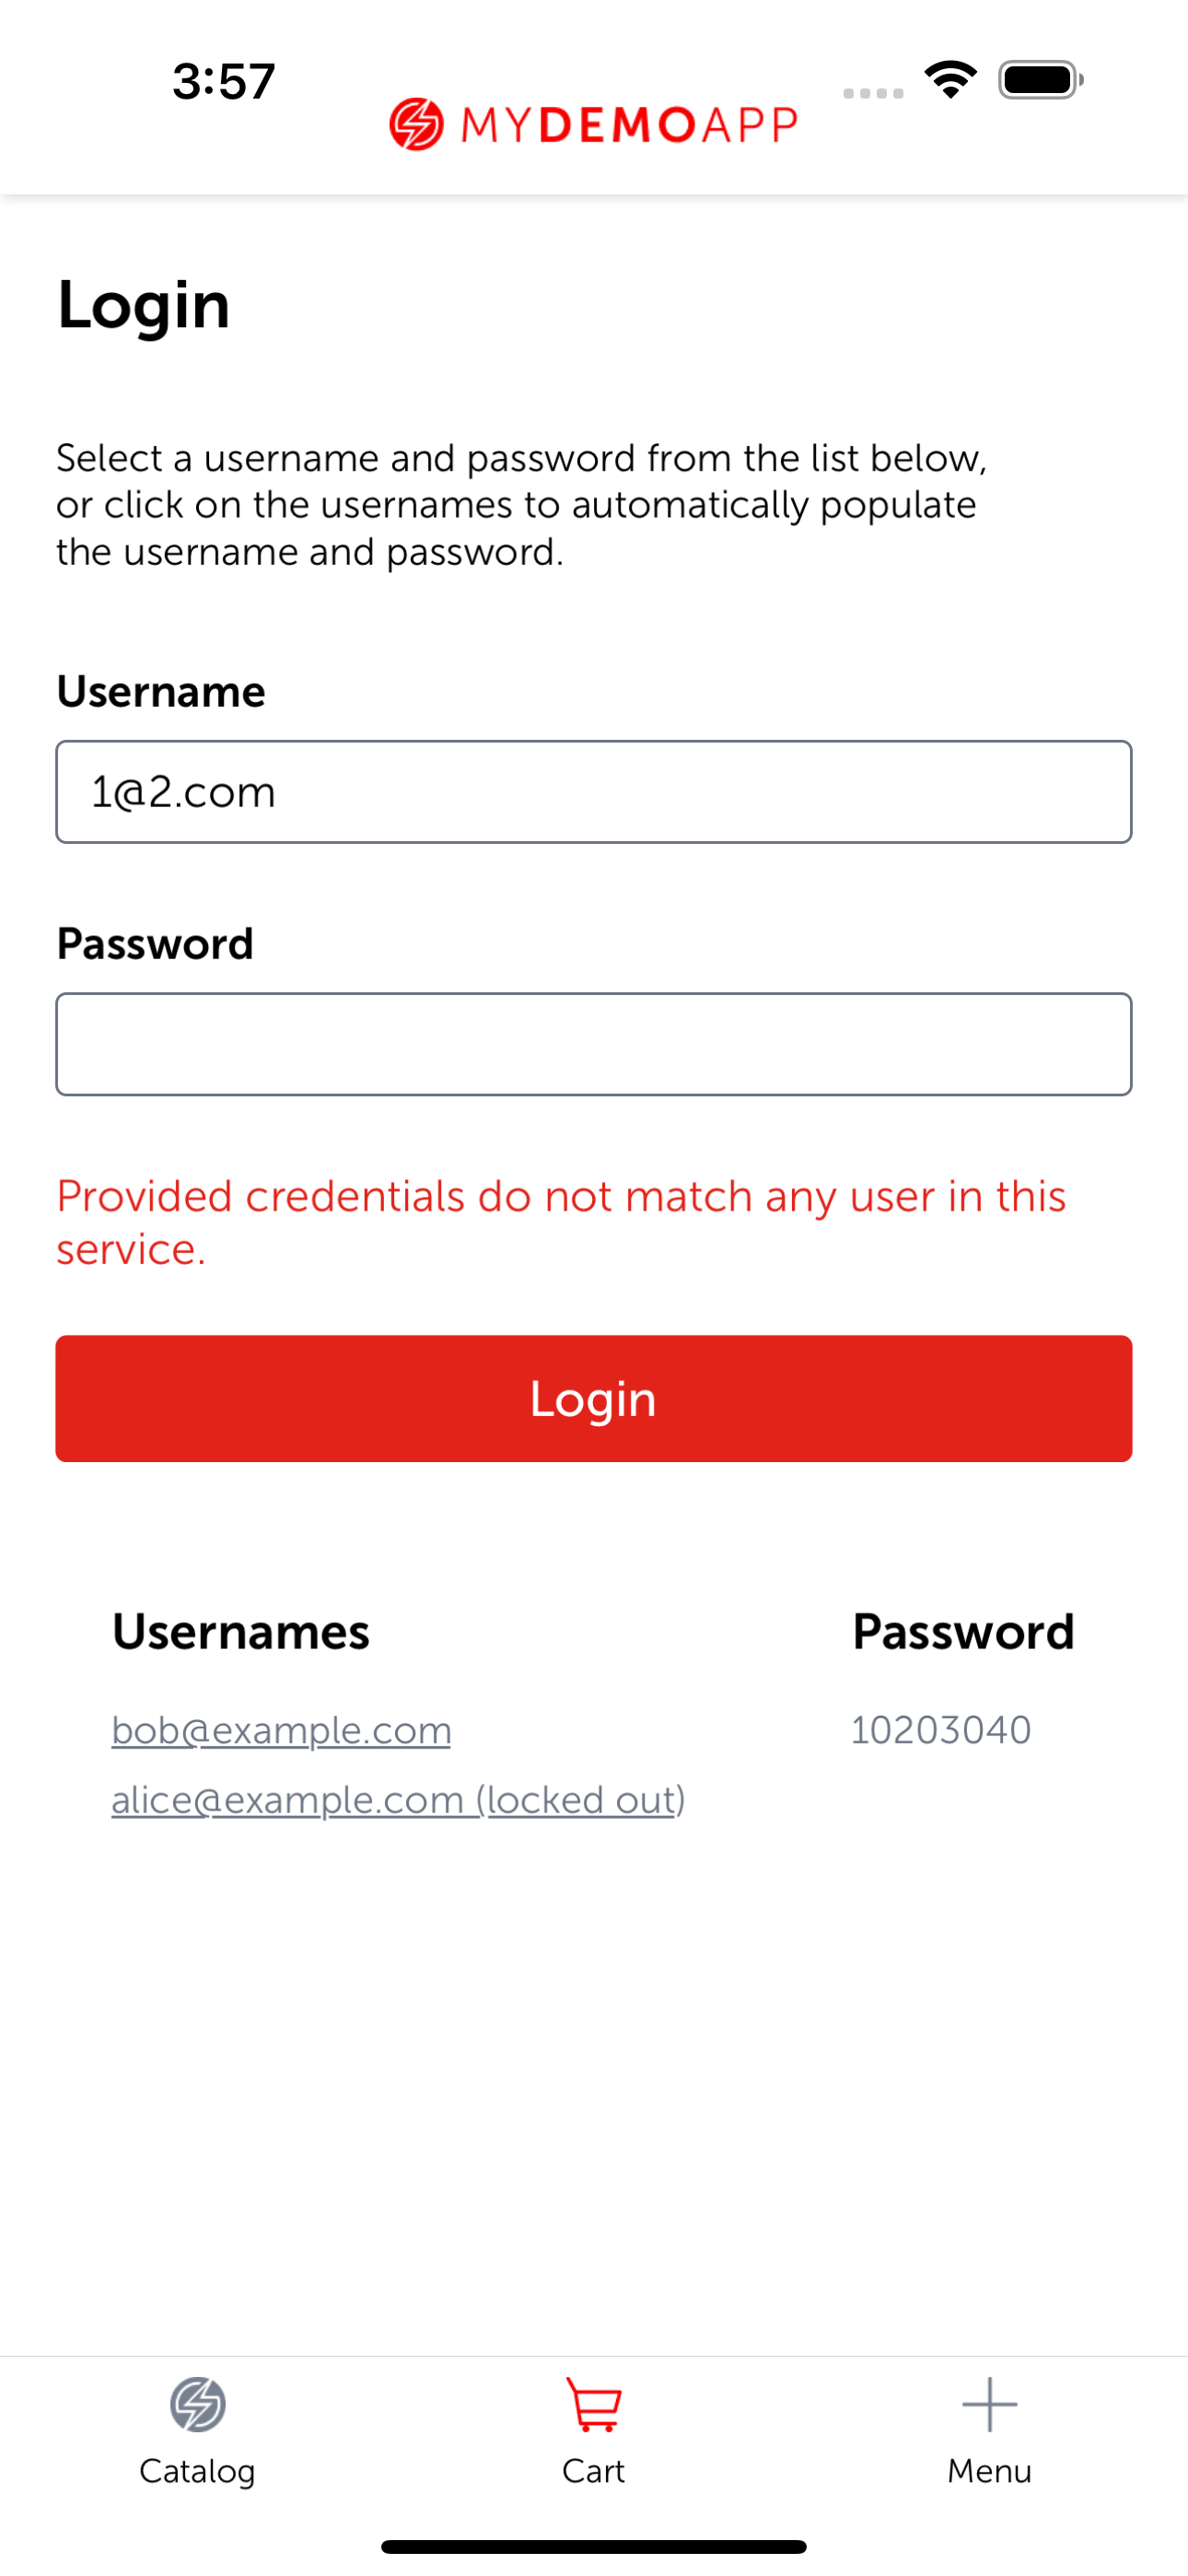 3:57
MYDEMOAPP
Login
Select a username and password from the list below,
or click on the usernames to automatically populate
the username and password.
Username
1@2.com
Password
Provided credentials do not match any user in this
service.
Login
Usernames Password
bob@example.com 10203040
alice@example.com (locked out)
Catalog Cart Menu